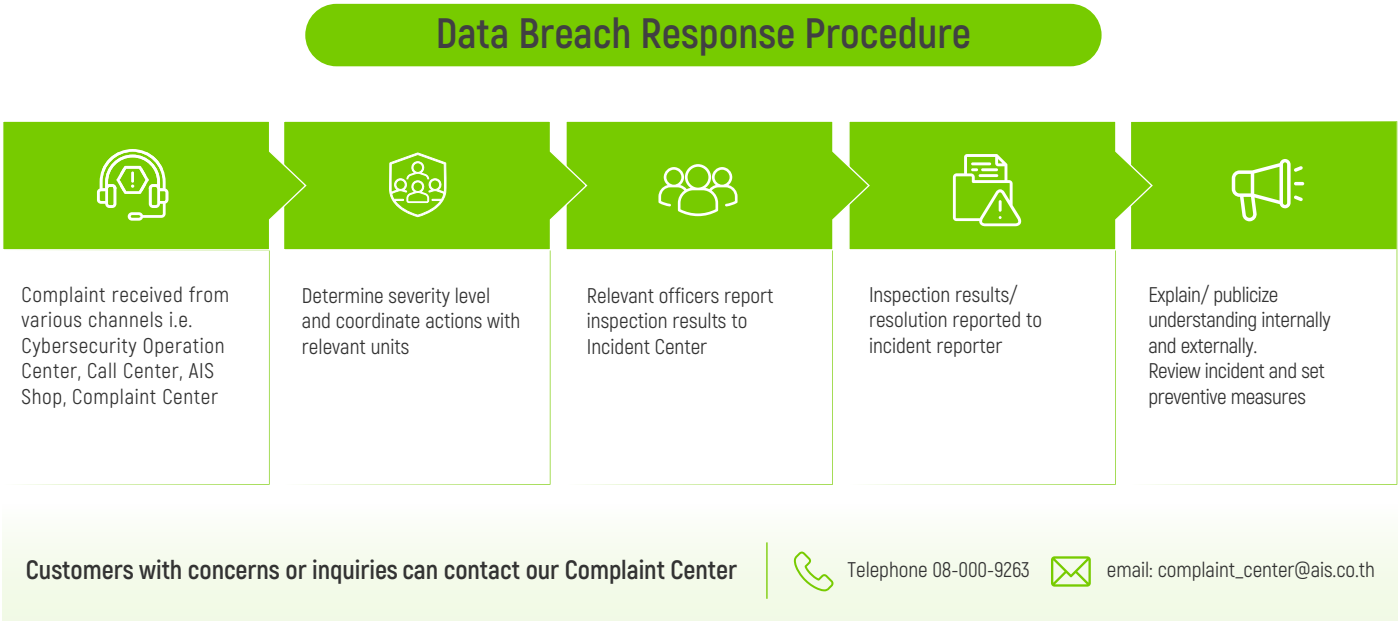 Data Breach Response Procedure
Complaint received from
various channels i.e.
Cybersecurity Operation
Center, Call Center, AIS
Shop, Complaint Center
Determine severity level
and coordinate actions with
relevant units
Relevant officers report
inspection results to
Incident Center
Inspection results/
resolution reported to
incident reporter
Explain/ publicize
understanding internally
and externally.
Review incident and set
preventive measures
Customers with concerns or inquiries can contact our Complaint Center
Telephone 08-000-9263
email: complaint_center@ais.co.th